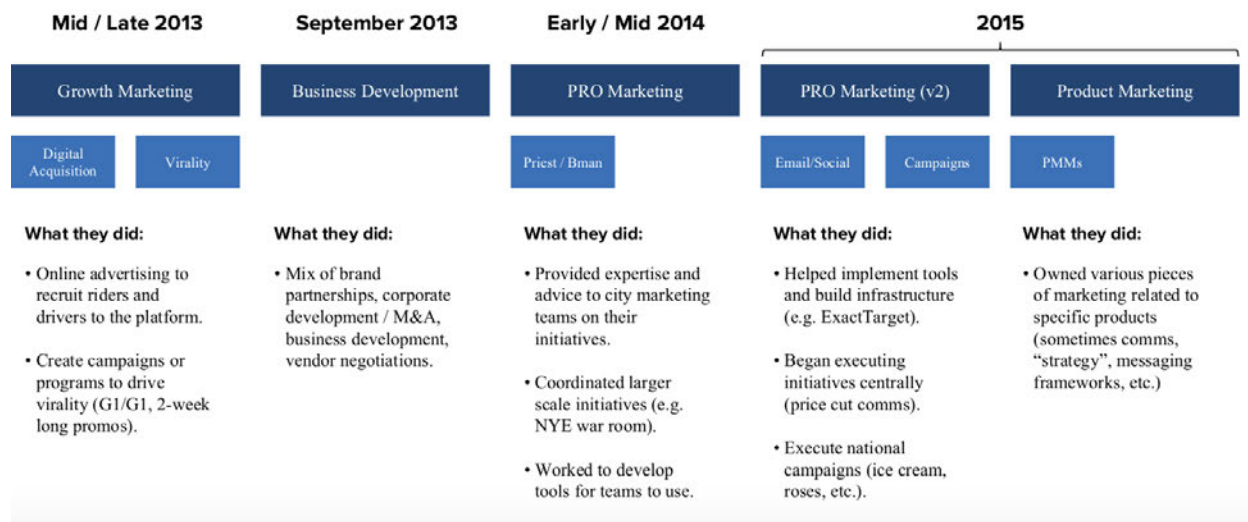 Mid / Late 2013
September 2013
Early / Mid 2014
2015
Growth Marketing
Business Development
PRO Marketing
PRO Marketing (v2)
Product Marketing
Digital
Acquisition
Virality
Priest / Bman
Email/Social
Campaigns
PMMs
What they did:
• Online advertising to
recruit riders and
drivers to the platform.
• Create campaigns or
programs to drive
virality (G1/G1, 2-week
long promos).
What they did:
• Mix of brand
partnerships, corporate
development / M&A,
business development,
vendor negotiations.
What they did:
• Provided expertise and
advice to city marketing
teams on their
initiatives.
• Coordinated larger
scale initiatives (e.g.
NYE war room).
• Worked to develop
tools for teams to use.
What they did:
• Helped implement tools
and build infrastructure
(e.g. ExactTarget).
• Began executing
initiatives centrally
(price cut comms).
• Execute national
campaigns (ice cream,
roses, etc.).
What they did:
• Owned various pieces
of marketing related to
specific products
(sometimes comms,
“strategy”, messaging
frameworks, etc.)